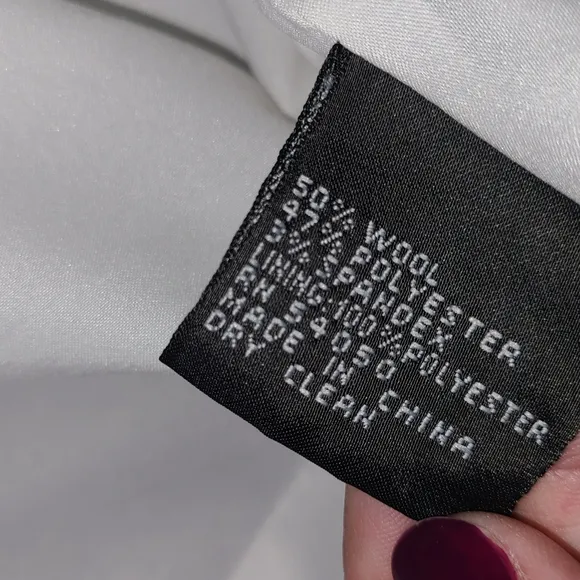 50% WOOL
47% POLYESTER
3% SPANDEX
LINING:100%POLYESTER
RN 54050
MADE IN CHINA
DRY CLEAN